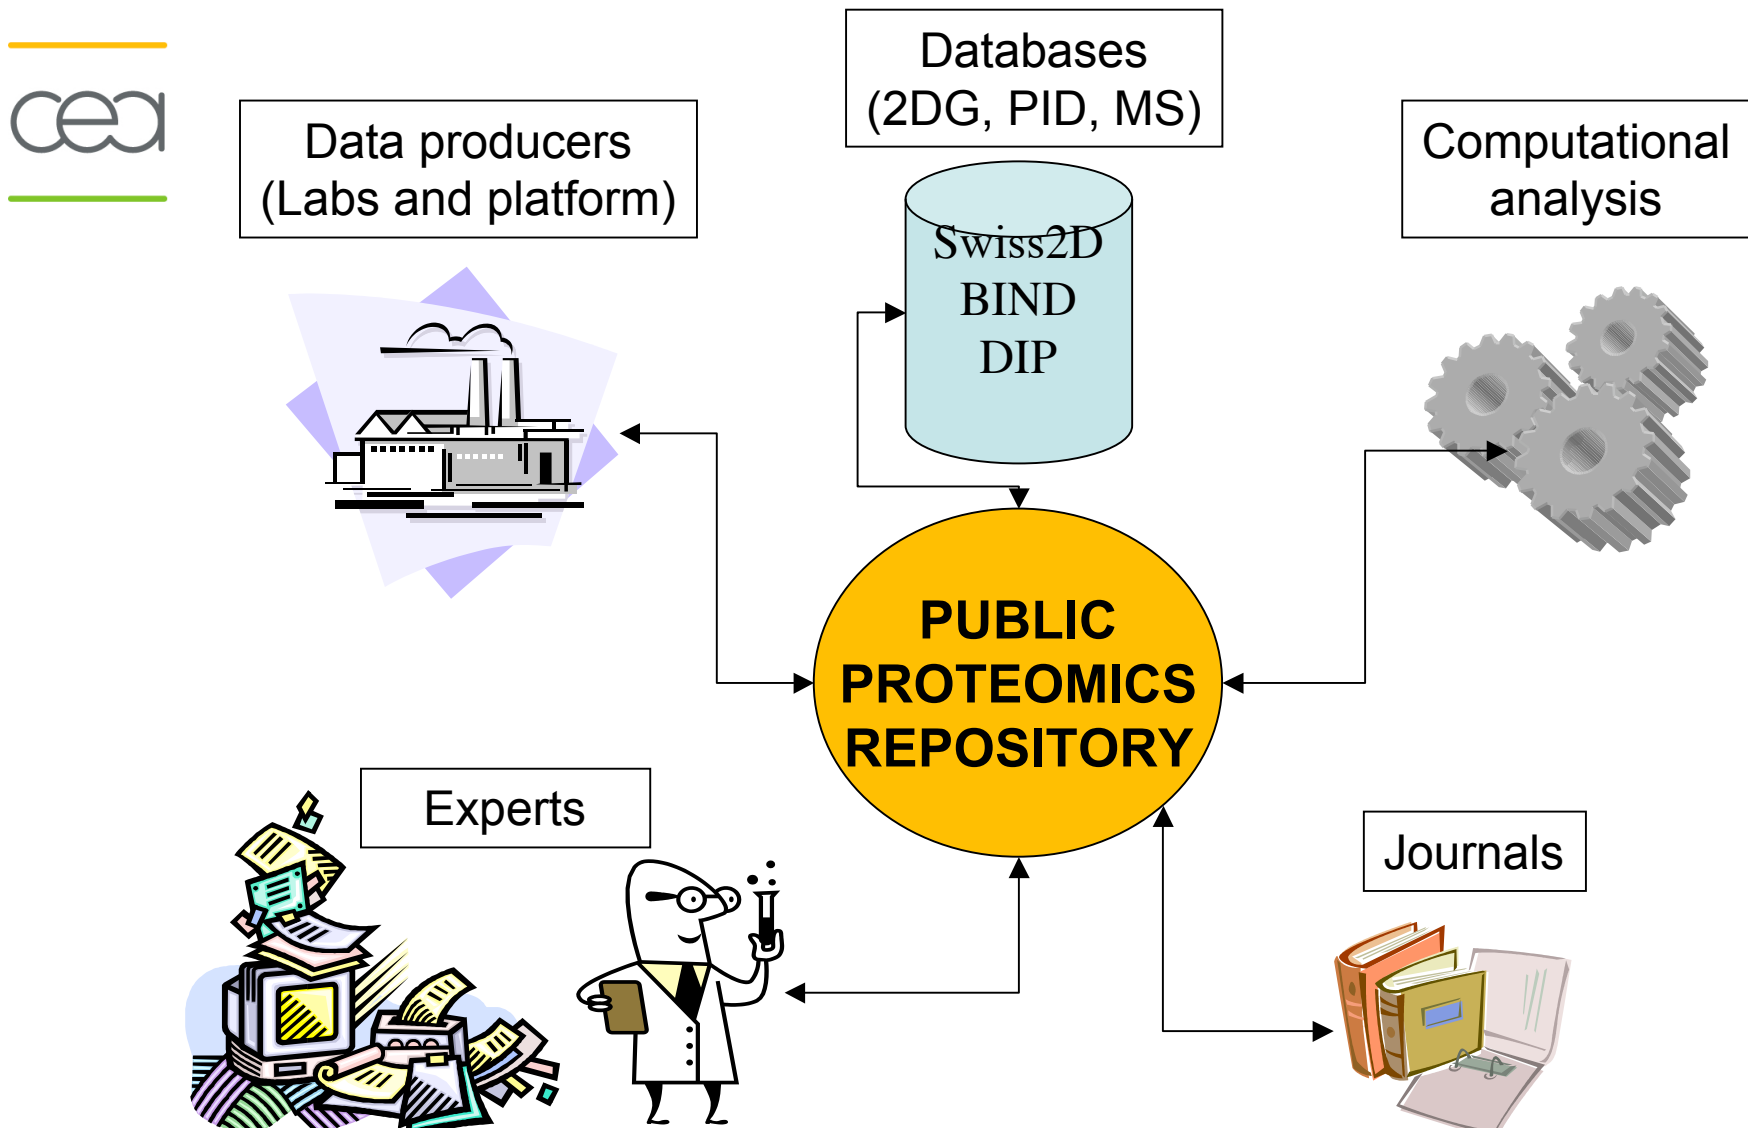 cea
Data producers
(Labs and platform)
Databases
(2DG, PID, MS)
Computational
analysis
Swiss2D
BIND
DIP
PUBLIC
PROTEOMICS
REPOSITORY
Experts
Journals